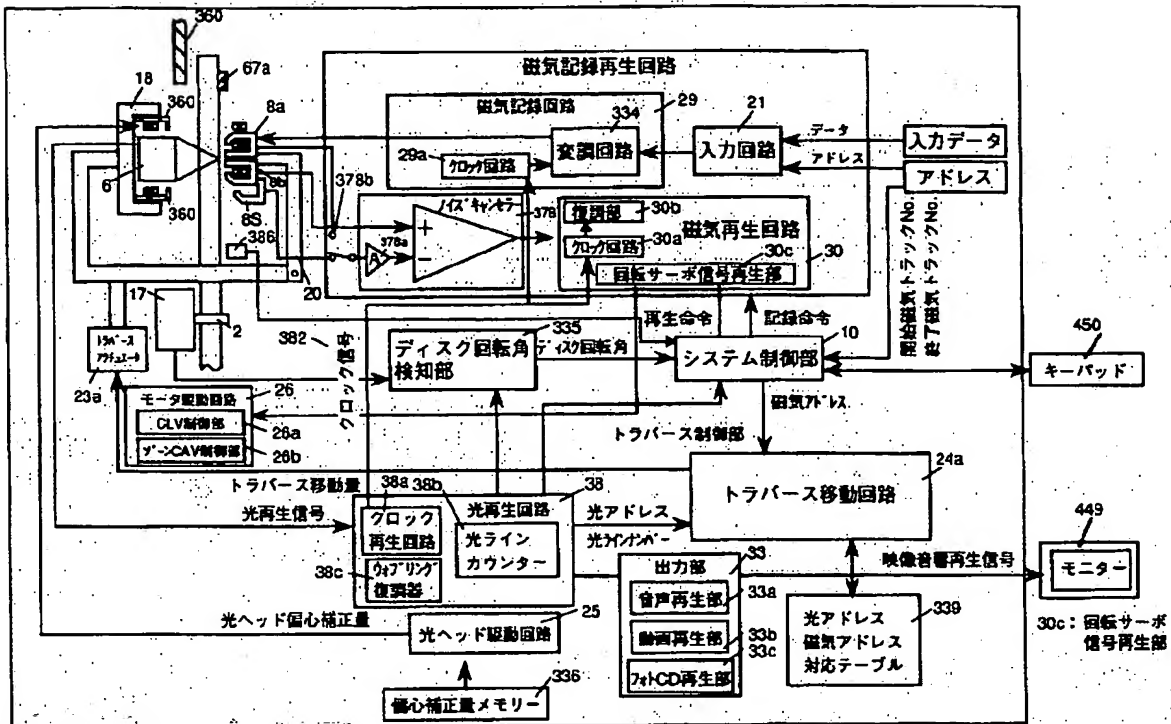 360
67a
18
360
8a
6
8b
8S
360
386
378b
20
17
2
トラバース
アクチュエータ
23a
382
クロック信号
磁気記録再生回路
磁気記録回路
29
334
変調回路
29a
クロック回路
21
入力回路
データ
アドレス
入力データ
アドレス
ノイズキャンセラ
378
378a
A
+
−
復調部
30b
磁気再生回路
クロック回路
30a
30c
30
回転サーボ信号再生部
開始磁気トラックNo.
終了磁気トラックNo.
再生命令
記録命令
335
ディスク回転角
検知部
ディスク回転角
10
システム制御部
450
キーパッド
モータ駆動回路
26
CLV制御部
26a
ゾーンCAV制御部
26b
磁気アドレス
トラバース制御部
24a
トラバース移動回路
トラバース移動量
光再生信号
38a
38b
38
光再生回路
クロック
再生回路
光ライン
カウンター
38c
ウォブリング
復調器
光アドレス
光ラインナンバー
33
出力部
音声再生部
33a
動画再生部
33b
33c
フォトCD再生部
映像音響再生信号
449
モニター
339
光アドレス
磁気アドレス
対応テーブル
30c:回転サーボ
信号再生部
光ヘッド偏心補正量
25
光ヘッド駆動回路
336
偏心補正量メモリー